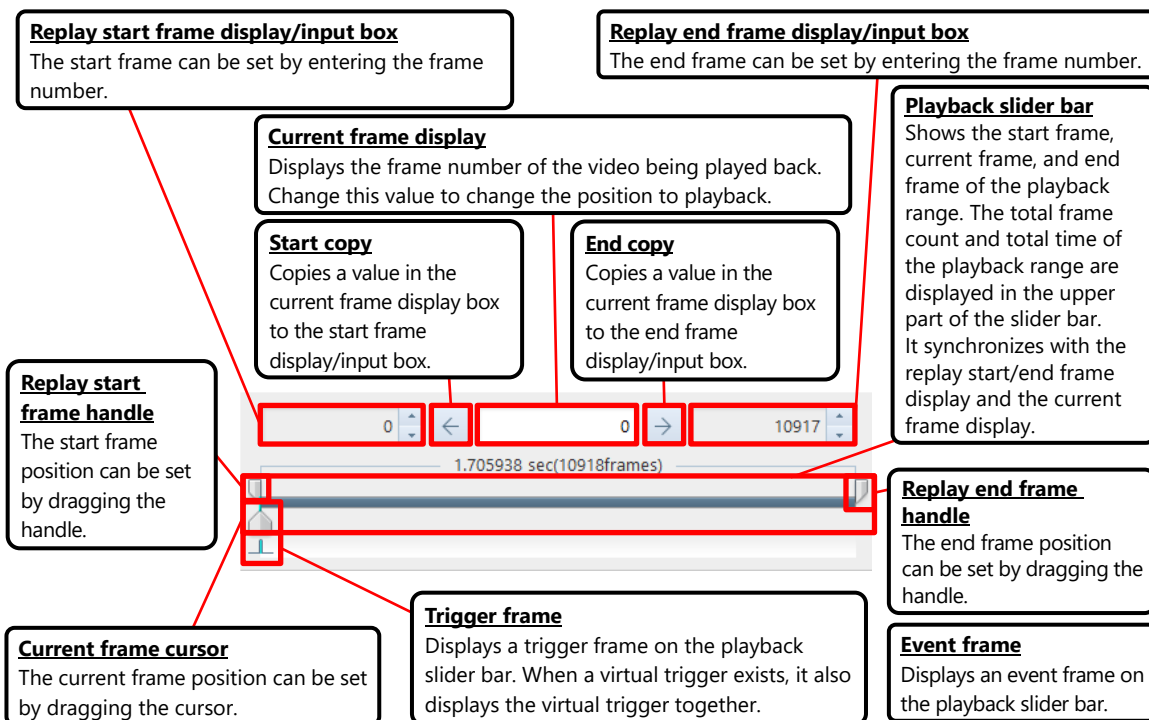 Replay start frame display/input box
The start frame can be set by entering the frame
number.
Replay end frame display/input box
The end frame can be set by entering the frame number.
Current frame display
Displays the frame number of the video being played back.
Change this value to change the position to playback.
Playback slider bar
Shows the start frame,
current frame, and end
frame of the playback
range. The total frame
count and total time of
the playback range are
displayed in the upper
part of the slider bar.
It synchronizes with the
replay start/end frame
display and the current
frame display.
Start copy
Copies a value in the
current frame display box
to the start frame
display/input box.
End copy
Copies a value in the
current frame display box
to the end frame
display/input box.
Replay start
frame handle
The start frame
position can be set
by dragging the
handle.
0 ← 0 → 10917
1.705938 sec(10918frames)
Replay end frame
handle
The end frame position
can be set by dragging the
handle.
Current frame cursor
The current frame position can be set
by dragging the cursor.
Trigger frame
Displays a trigger frame on the playback
slider bar. When a virtual trigger exists, it also
displays the virtual trigger together.
Event frame
Displays an event frame on
the playback slider bar.